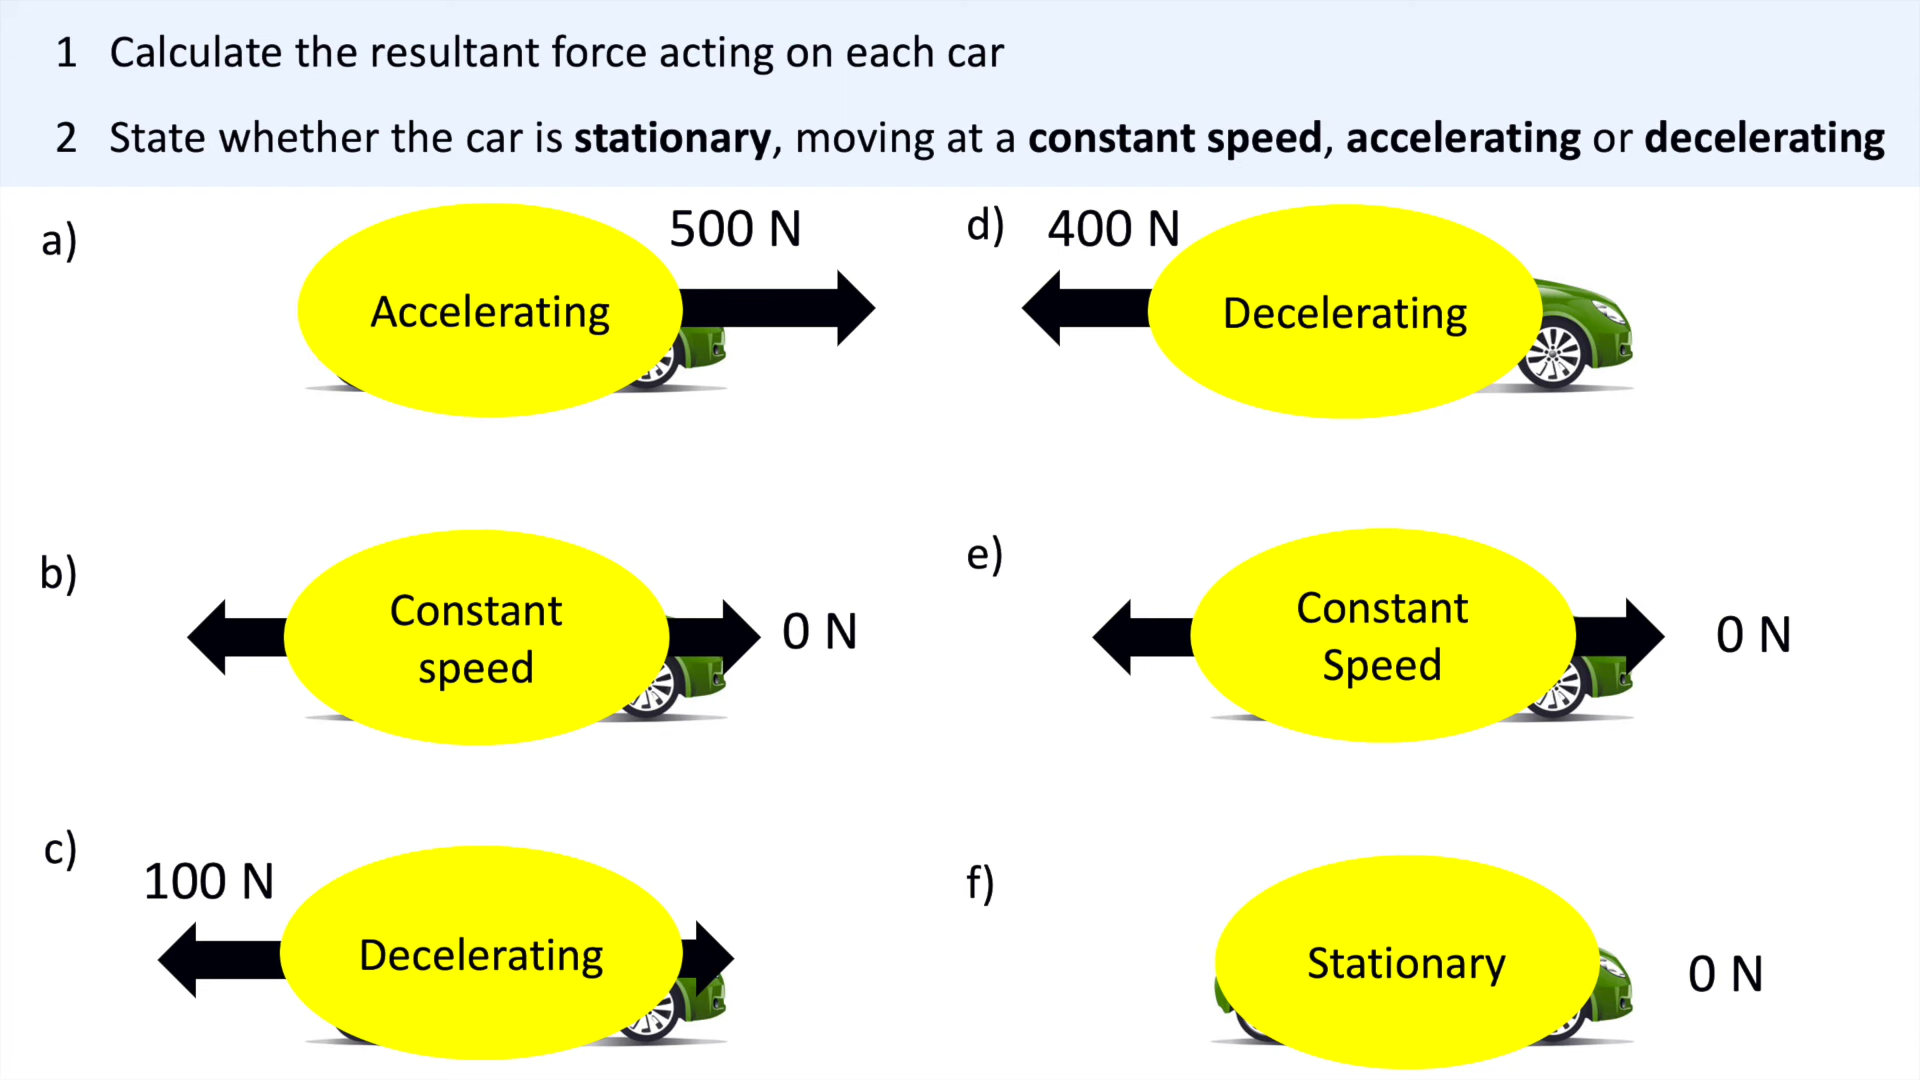 1 Calculate the resultant force acting on each car
2 State whether the car is stationary, moving at a constant speed, accelerating or decelerating
a)
500 N
Accelerating
b)
Constant
speed
0 N
c)
100 N
Decelerating
d)
400 N
Decelerating
e)
Constant
Speed
0 N
f)
Stationary
0 N